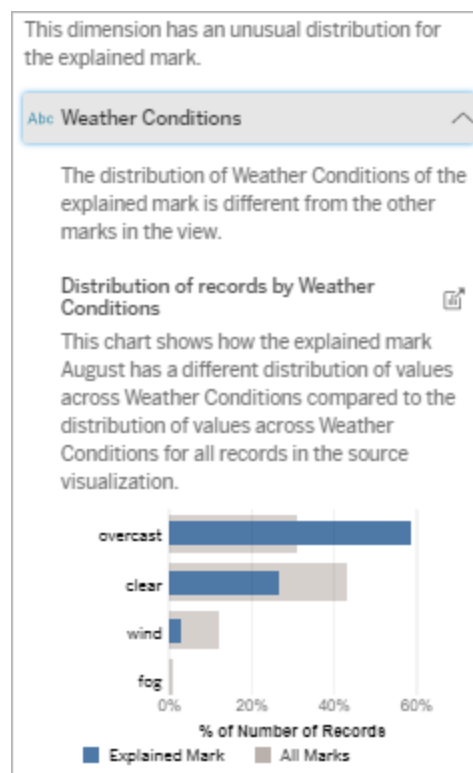 This dimension has an unusual distribution for
the explained mark.
Abc Weather Conditions
The distribution of Weather Conditions of the
explained mark is different from the other
marks in the view.
Distribution of records by Weather
Conditions
This chart shows how the explained mark
August has a different distribution of values
across Weather Conditions compared to the
distribution of values across Weather
Conditions for all records in the source
visualization.
overcast
clear
wind
fog
0% 20% 40% 60%
% of Number of Records
Explained Mark All Marks